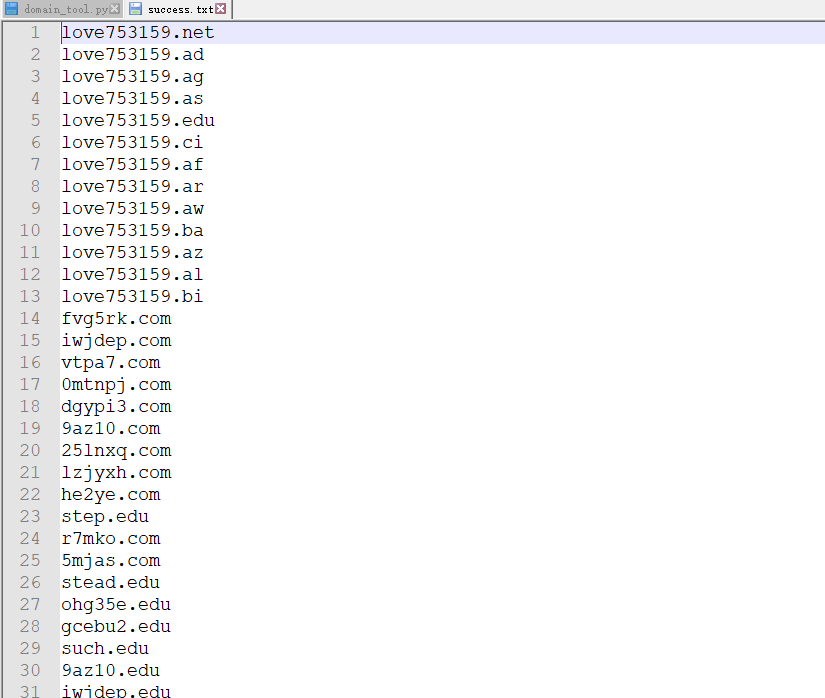 domain_tool.py success.txt
1 love753159.net
2 love753159.ad
3 love753159.ag
4 love753159.as
5 love753159.edu
6 love753159.ci
7 love753159.af
8 love753159.ar
9 love753159.aw
10 love753159.ba
11 love753159.az
12 love753159.al
13 love753159.bi
14 fvg5rk.com
15 iwjdep.com
16 vtpa7.com
17 0mtnpj.com
18 dgypi3.com
19 9az10.com
20 25lnxq.com
21 lzjyxh.com
22 he2ye.com
23 step.edu
24 r7mko.com
25 5mjas.com
26 stead.edu
27 ohg35e.edu
28 gcebu2.edu
29 such.edu
30 9az10.edu
31 iwjdep.edu